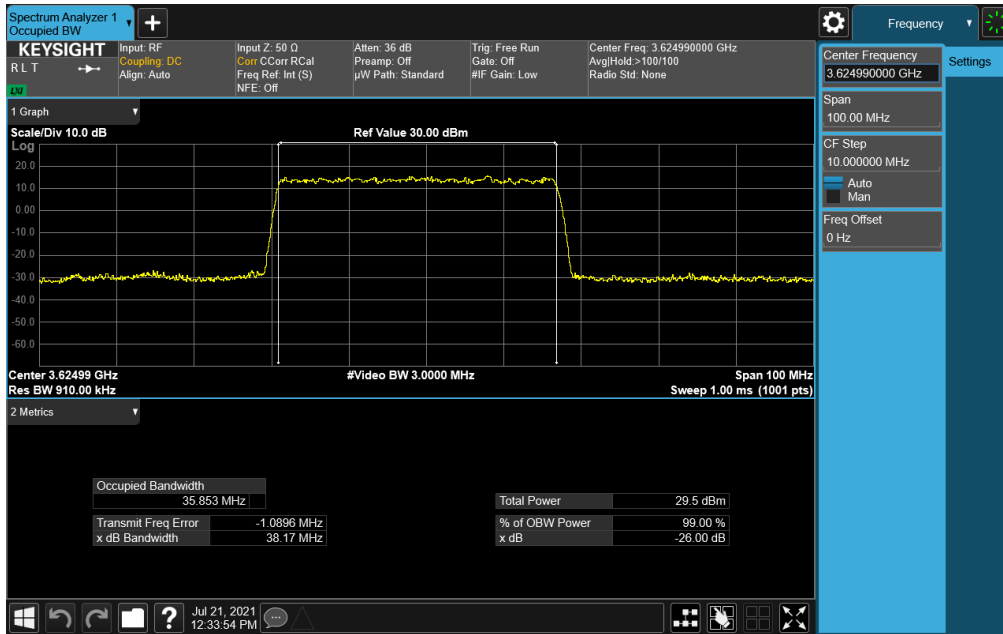 Spectrum Analyzer 1
Occupied BW
Frequency
KEYSIGHT
R L T
LXI
Input: RF
Coupling: DC
Align: Auto
Input Z: 50 Ω
Corr CCorr RCal
Freq Ref: Int (S)
NFE: Off
Atten: 36 dB
Preamp: Off
µW Path: Standard
Trig: Free Run
Gate: Off
#IF Gain: Low
Center Freq: 3.624990000 GHz
Avg|Hold:>100/100
Radio Std: None
Center Frequency
3.624990000 GHz
Settings
Span
100.00 MHz
CF Step
10.000000 MHz
Auto
Man
Freq Offset
0 Hz
1 Graph
Scale/Div 10.0 dB
Ref Value 30.00 dBm
Log
20.0
10.0
0.00
-10.0
-20.0
-30.0
-40.0
-50.0
-60.0
Center 3.62499 GHz
#Video BW 3.0000 MHz
Span 100 MHz
Res BW 910.00 kHz
Sweep 1.00 ms (1001 pts)
2 Metrics
Occupied Bandwidth
35.853 MHz
Total Power 29.5 dBm
Transmit Freq Error -1.0896 MHz
% of OBW Power 99.00 %
x dB Bandwidth 38.17 MHz
x dB -26.00 dB
?
Jul 21, 2021
12:33:54 PM